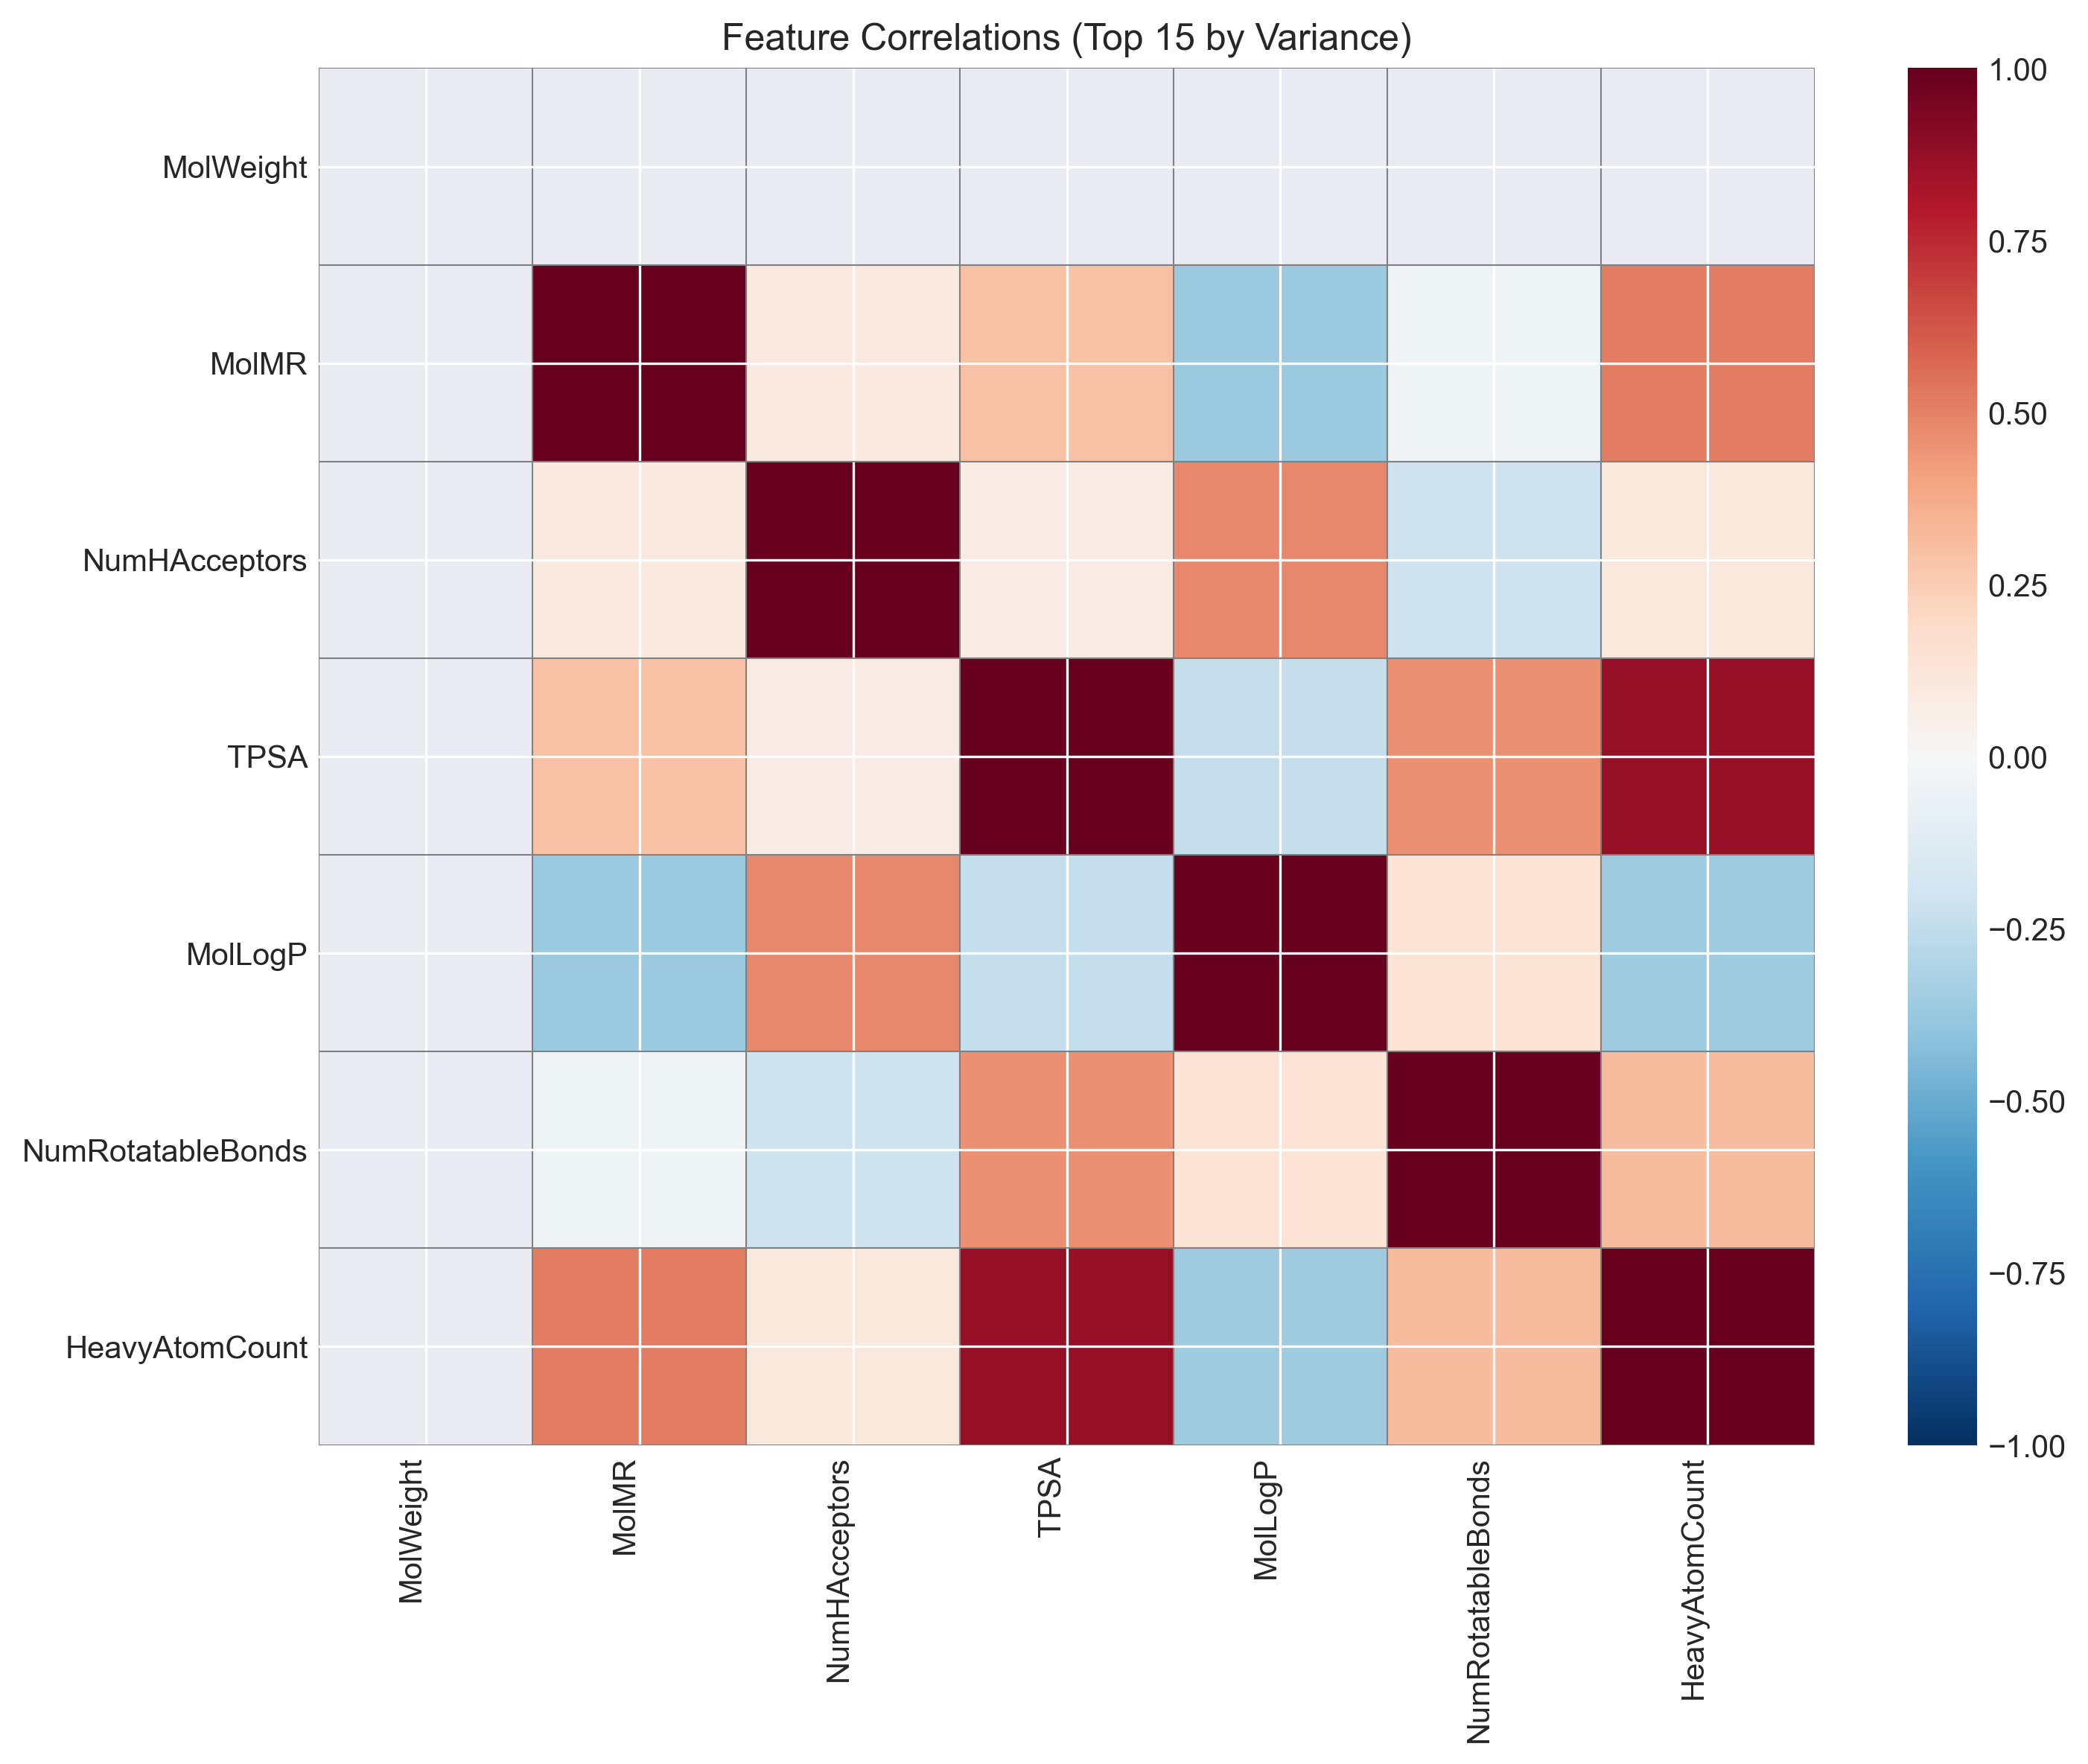 Feature Correlations (Top 15 by Variance)
MolWeight
MolMR
NumHAcceptors
TPSA
MolLogP
NumRotatableBonds
HeavyAtomCount
MolWeight
MolMR
NumHAcceptors
TPSA
MolLogP
NumRotatableBonds
HeavyAtomCount
1.00
0.75
0.50
0.25
0.00
−0.25
−0.50
−0.75
−1.00